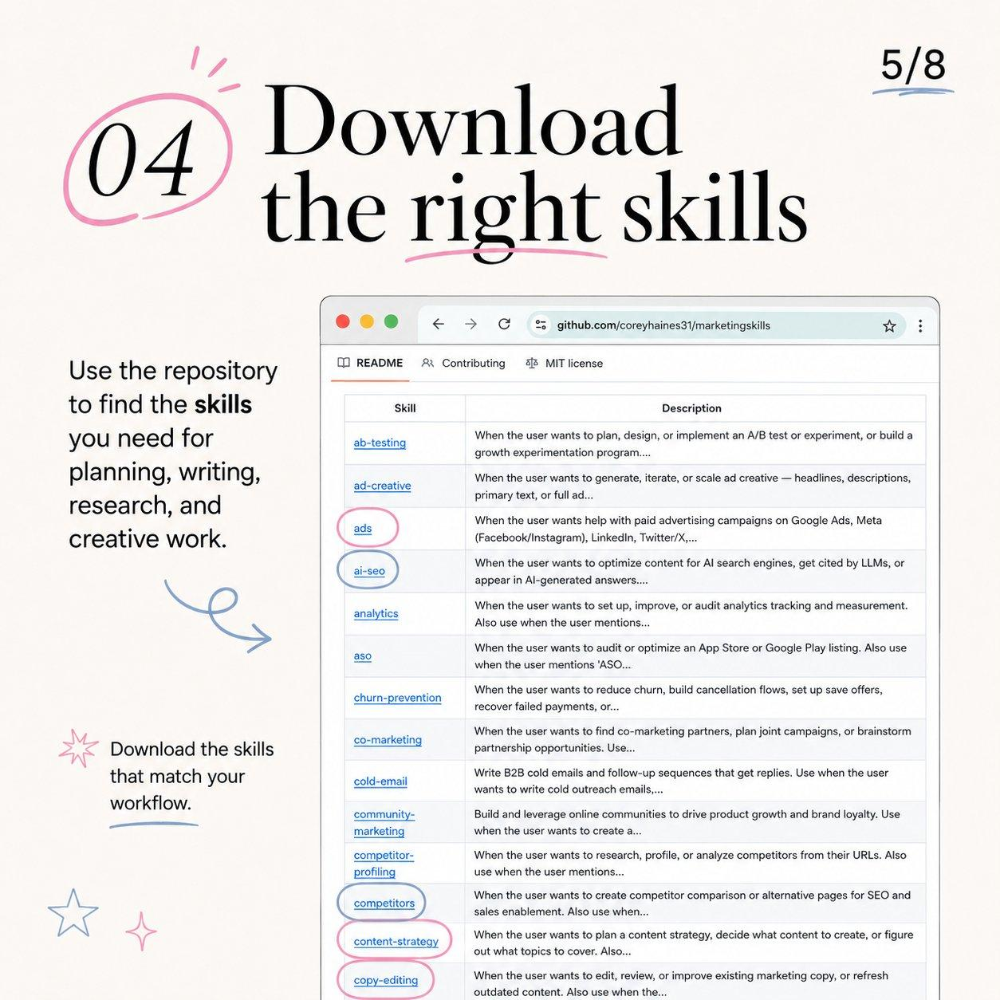 5/8
04
Download
the right skills
Use the repository
to find the skills
you need for
planning, writing,
research, and
creative work.
Download the skills
that match your
workflow.
github.com/coreyhaines31/marketingskills
README Contributing MIT license
Skill Description
ab-testing
When the user wants to plan, design, or implement an A/B test or experiment, or build a
growth experimentation program....
ad-creative
When the user wants to generate, iterate, or scale ad creative — headlines, descriptions,
primary text, or full ad...
ads
When the user wants help with paid advertising campaigns on Google Ads, Meta
(Facebook/Instagram), LinkedIn, Twitter/X,...
ai-seo
When the user wants to optimize content for AI search engines, get cited by LLMs, or
appear in AI-generated answers....
analytics
When the user wants to set up, improve, or audit analytics tracking and measurement.
Also use when the user mentions...
aso
When the user wants to audit or optimize an App Store or Google Play listing. Also use
when the user mentions 'ASO...
churn-prevention
When the user wants to reduce churn, build cancellation flows, set up save offers,
recover failed payments, or...
co-marketing
When the user wants to find co-marketing partners, plan joint campaigns, or brainstorm
partnership opportunities. Use...
cold-email
Write B2B cold emails and follow-up sequences that get replies. Use when the user
wants to write cold outreach emails,...
community-
marketing
Build and leverage online communities to drive product growth and brand loyalty. Use
when the user wants to create a...
competitor-
profiling
When the user wants to research, profile, or analyze competitors from their URLs. Also
use when the user mentions...
competitors
When the user wants to create competitor comparison or alternative pages for SEO and
sales enablement. Also use when...
content-strategy
When the user wants to plan a content strategy, decide what content to create, or figure
out what topics to cover. Also...
copy-editing
When the user wants to edit, review, or improve existing marketing copy, or refresh
outdated content. Also use when the...